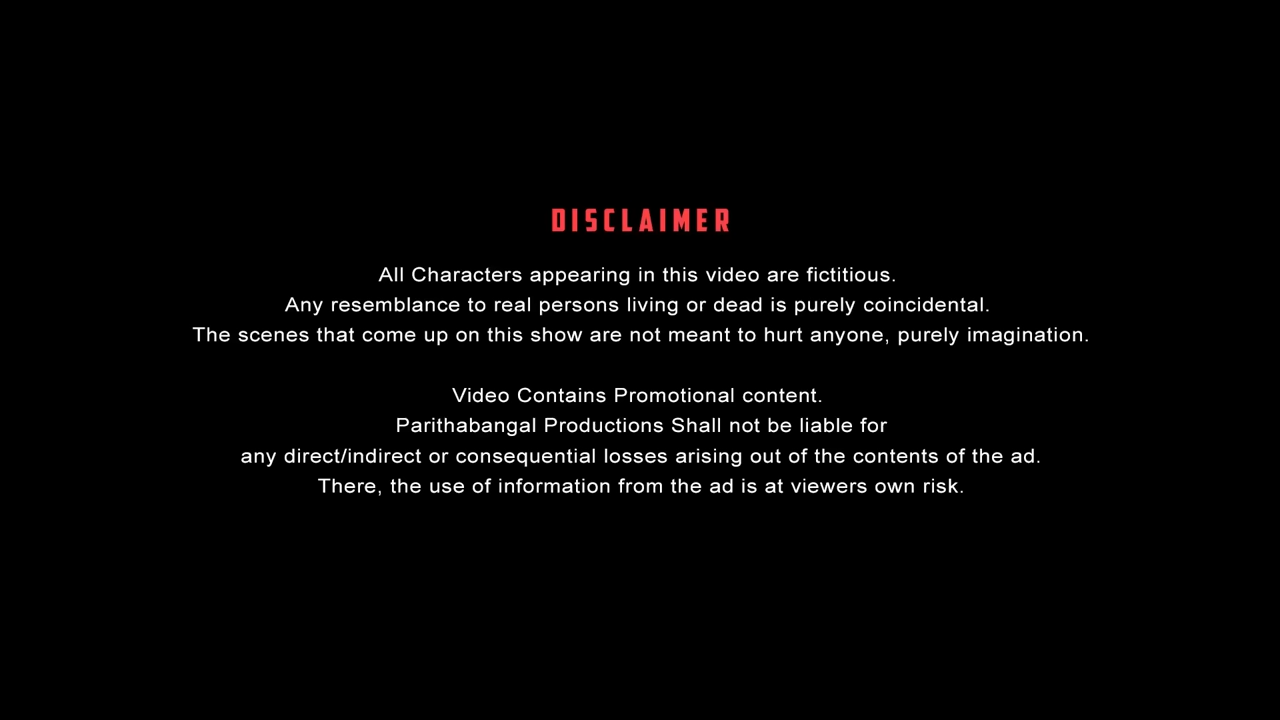 DISCLAIMER
All Characters appearing in this video are fictitious.
Any resemblance to real persons living or dead is purely coincidental.
The scenes that come up on this show are not meant to hurt anyone, purely imagination.
Video Contains Promotional content.
Parithabangal Productions Shall not be liable for
any direct/indirect or consequential losses arising out of the contents of the ad.
There, the use of information from the ad is at viewers own risk.